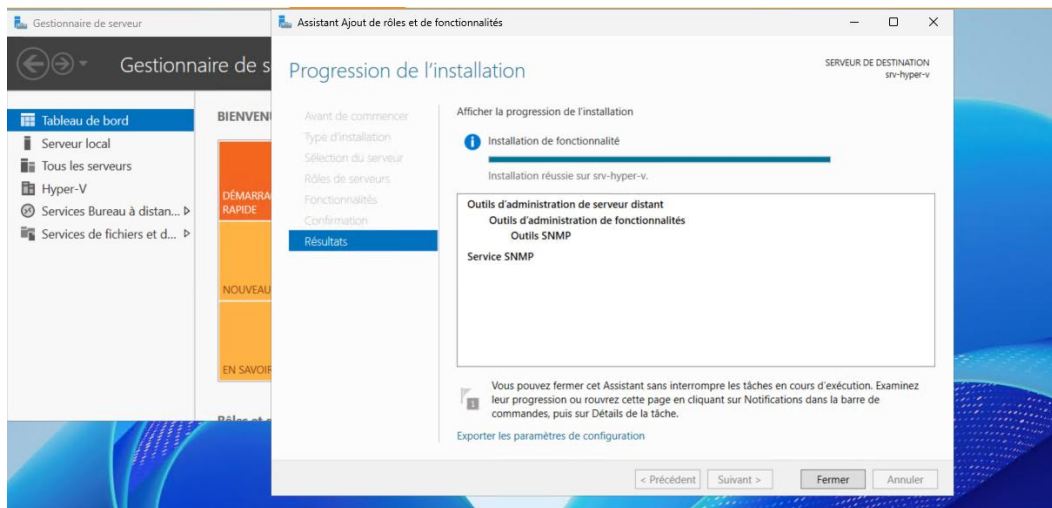 Gestionnaire de serveur
Gestionnaire de s
Tableau de bord
Serveur local
Tous les serveurs
Hyper-V
Services Bureau à distan...
Services de fichiers et d...
BIENVEN
DÉMARRA
RAPIDE
NOUVEAU
EN SAVOIR
Assistant Ajout de rôles et de fonctionnalités
Progression de l'installation
SERVEUR DE DESTINATION
srv-hyper-v
Avant de commencer
Type d'installation
Sélection du serveur
Rôles de serveurs
Fonctionnalités
Confirmation
Résultats
Afficher la progression de l'installation
Installation de fonctionnalité
Installation réussie sur srv-hyper-v.
Outils d'administration de serveur distant
Outils d'administration de fonctionnalités
Outils SNMP
Service SNMP
Vous pouvez fermer cet Assistant sans interrompre les tâches en cours d'exécution. Examinez
leur progression ou rouvrez cette page en cliquant sur Notifications dans la barre de
commandes, puis sur Détails de la tâche.
Exporter les paramètres de configuration
< Précédent
Suivant >
Fermer
Annuler